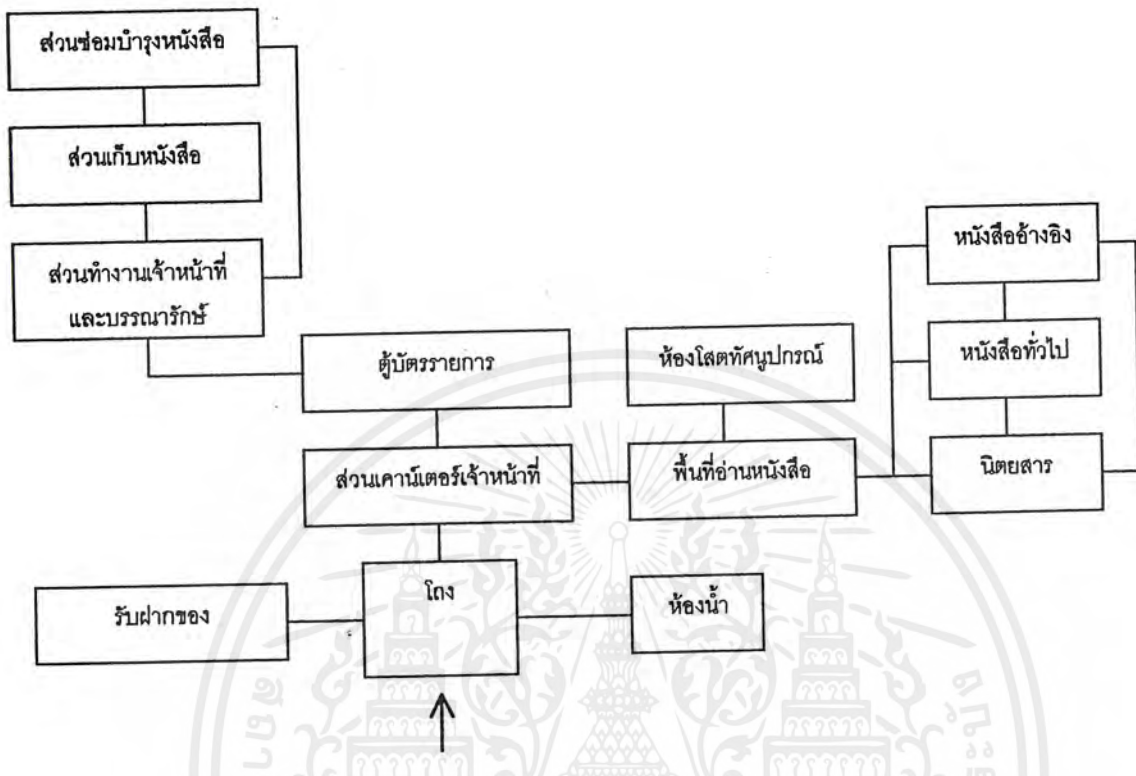 ส่วนซ่อมบำรุงหนังสือ
ส่วนเก็บหนังสือ
ส่วนทำงานเจ้าหน้าที่
และบรรณารักษ์
หนังสืออ้างอิง
หนังสือทั่วไป
นิตยสาร
ตู้บัตรรายการ
ห้องโสตทัศนูปกรณ์
ส่วนเคาน์เตอร์เจ้าหน้าที่
พื้นที่อ่านหนังสือ
โถง
รับฝากของ
ห้องน้ำ